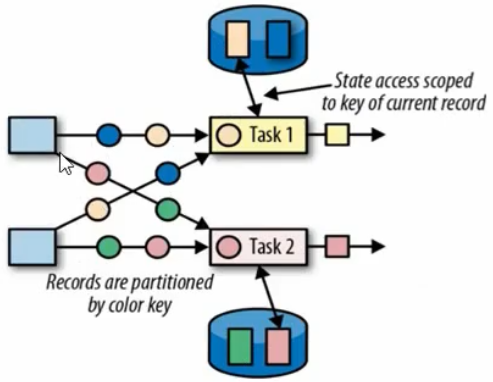 State access scoped
to key of current record
Task 1
Task 2
Records are partitioned
by color key